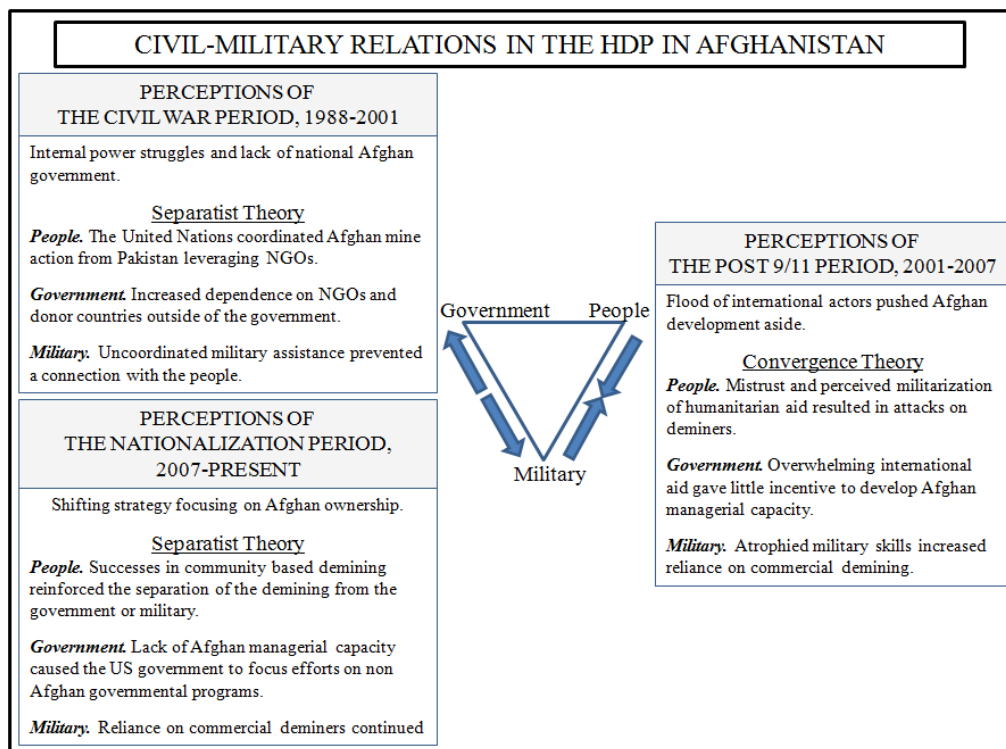 CIVIL-MILITARY RELATIONS IN THE HDP IN AFGHANISTAN
PERCEPTIONS OF
THE CIVIL WAR PERIOD, 1988-2001
Internal power struggles and lack of national Afghan
government.
Separatist Theory
People. The United Nations coordinated Afghan mine
action from Pakistan leveraging NGOs.
Government. Increased dependence on NGOs and
donor countries outside of the government.
Military. Uncoordinated military assistance prevented
a connection with the people.
PERCEPTIONS OF
THE NATIONALIZATION PERIOD,
2007-PRESENT
Shifting strategy focusing on Afghan ownership.
Separatist Theory
People. Successes in community based demining
reinforced the separation of the demining from the
government or military.
Government. Lack of Afghan managerial capacity
caused the US government to focus efforts on non
Afghan governmental programs.
Military. Reliance on commercial deminers continued
Government
People
Military
PERCEPTIONS OF
THE POST 9/11 PERIOD, 2001-2007
Flood of international actors pushed Afghan
development aside.
Convergence Theory
People. Mistrust and perceived militarization
of humanitarian aid resulted in attacks on
deminers.
Government. Overwhelming international
aid gave little incentive to develop Afghan
managerial capacity.
Military. Atrophied military skills increased
reliance on commercial demining.